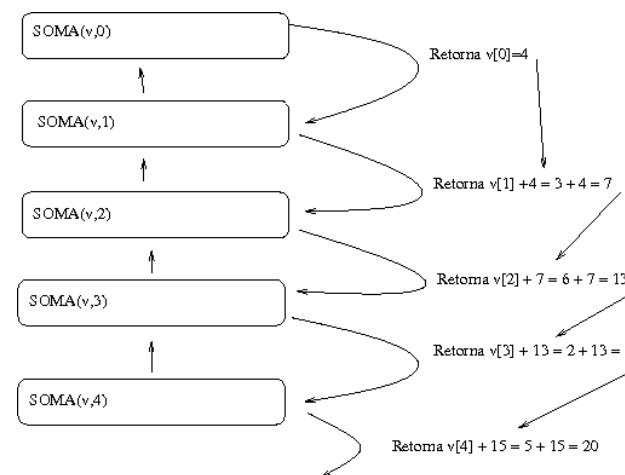 SOMA(v,0)
Retorna v[0]=4
SOMA(v,1)
Retorna v[1] +4 = 3 + 4 = 7
SOMA(v,2)
Retorna v[2] + 7 = 6 + 7 = 13
SOMA(v,3)
Retorna v[3] + 13 = 2 + 13 =
SOMA(v,4)
Retorna v[4] + 15 = 5 + 15 = 20